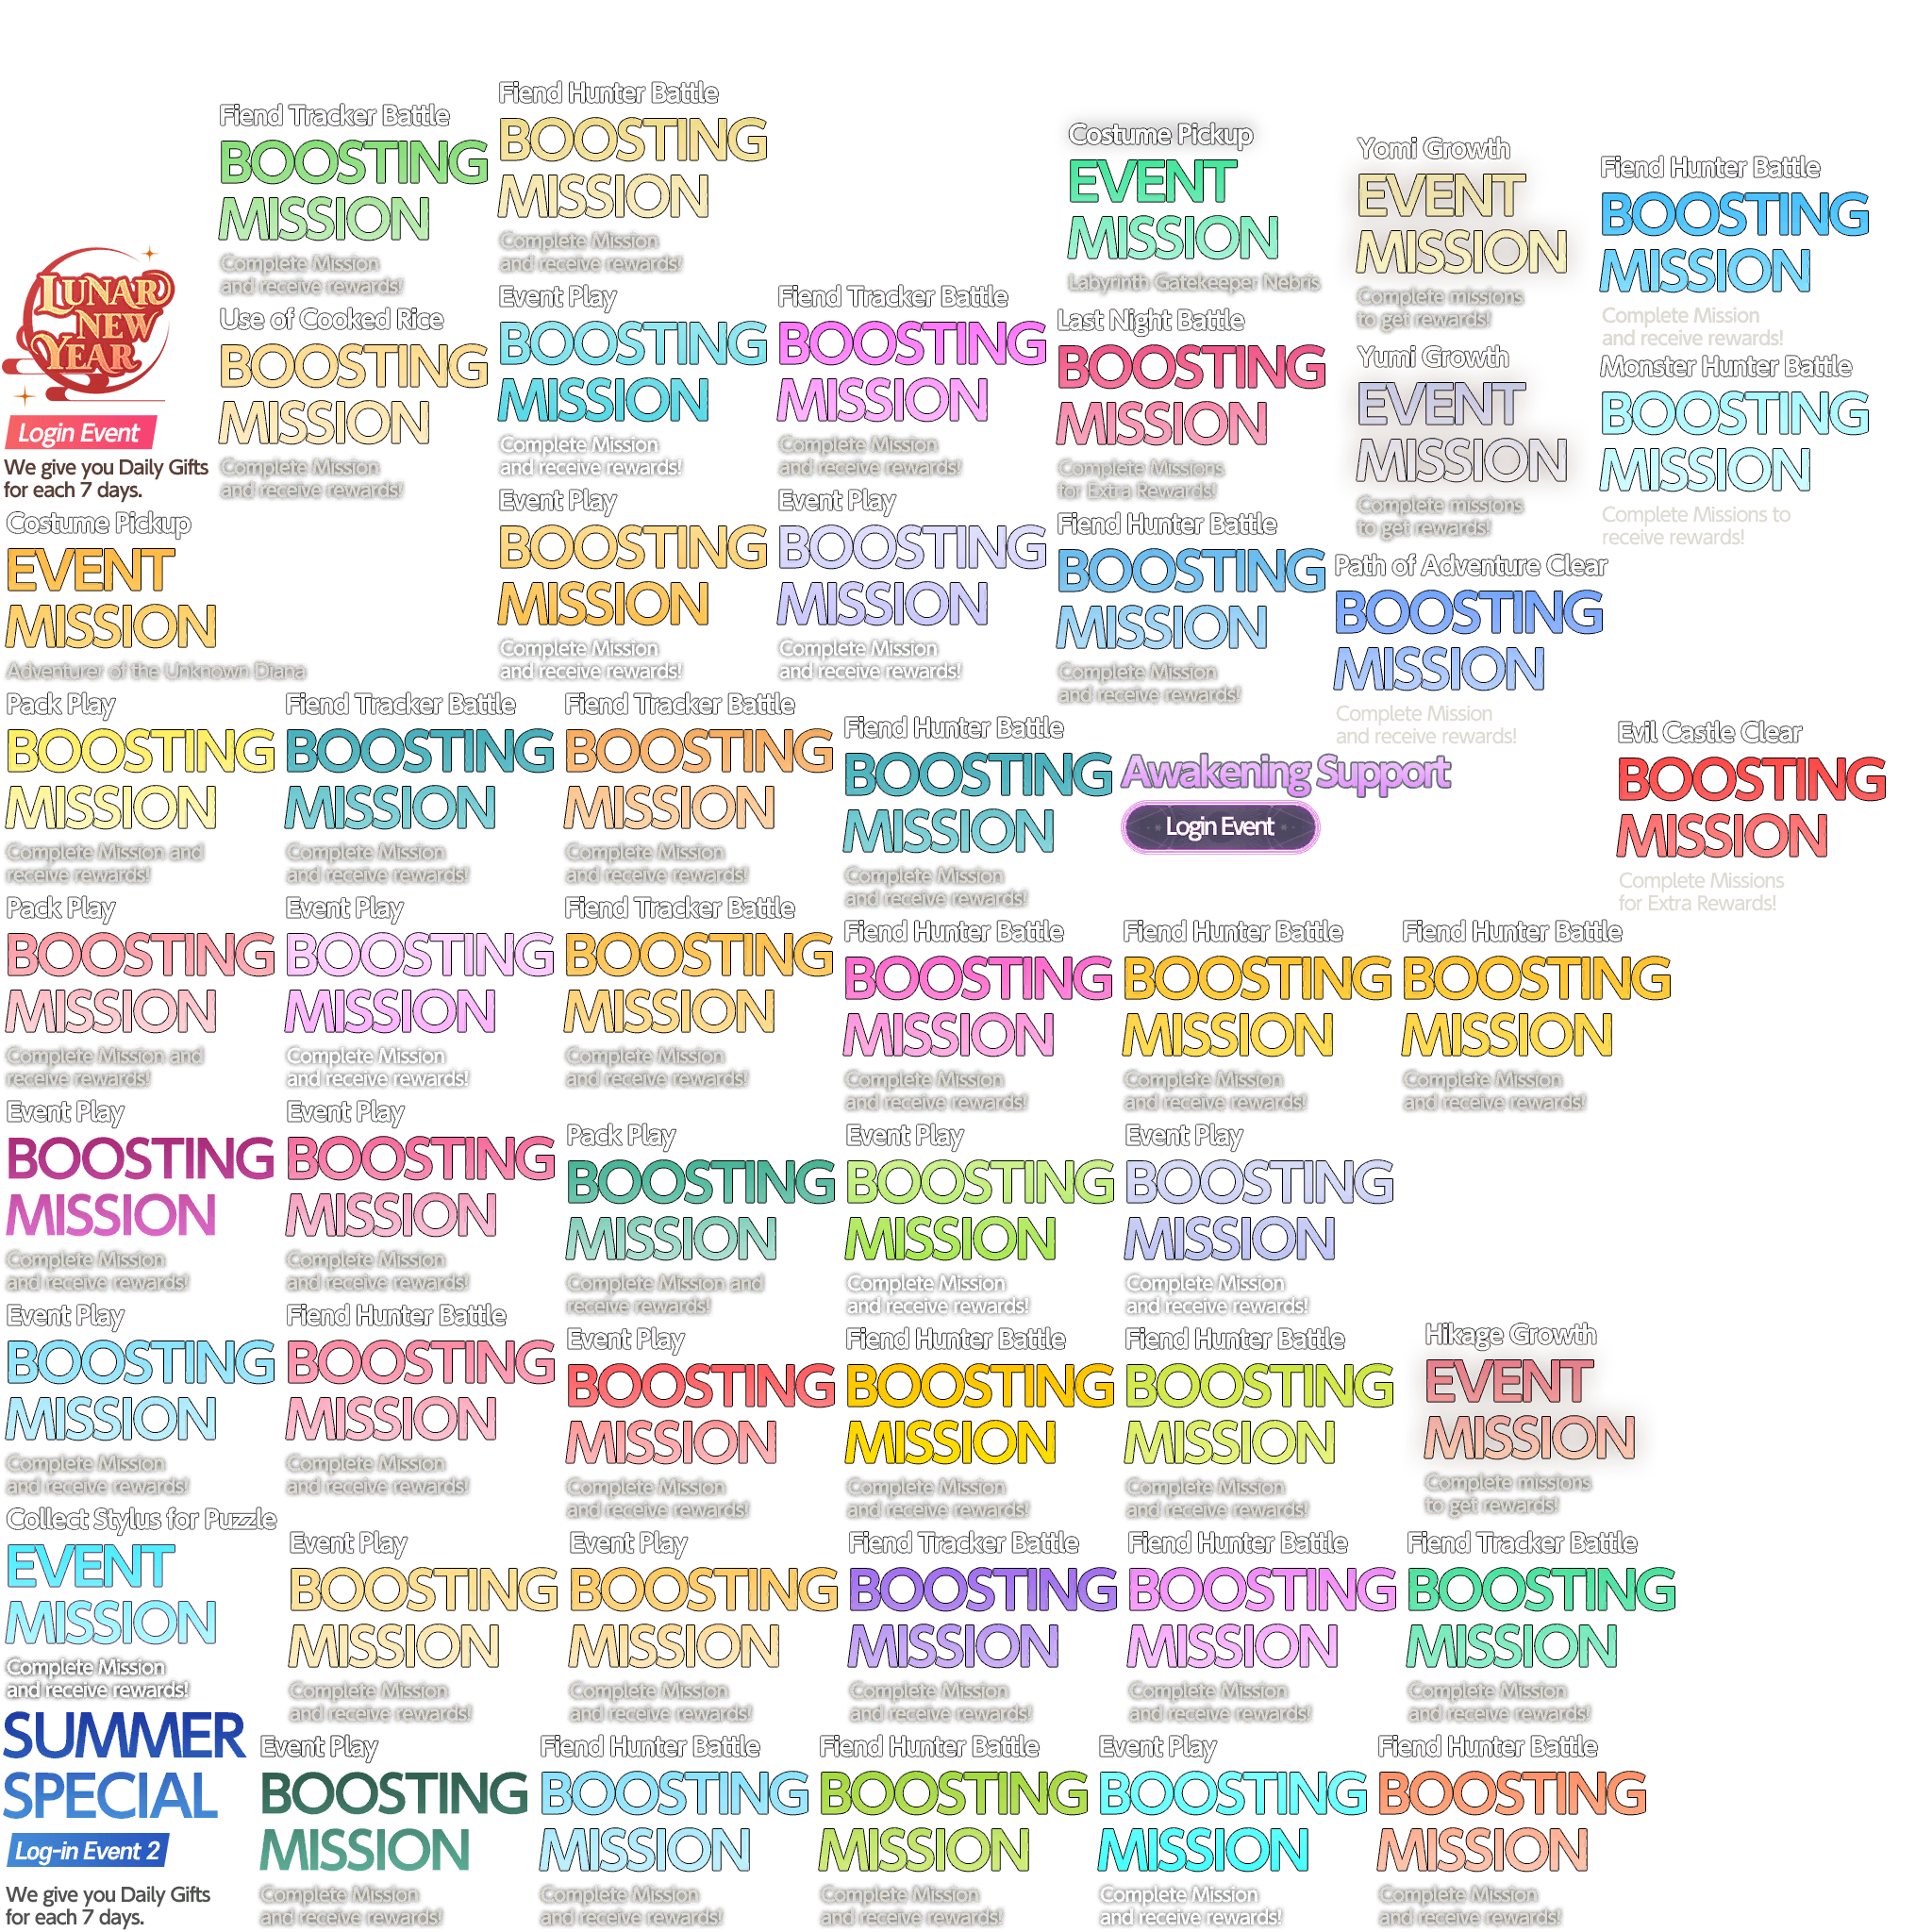 Fiend Tracker Battle
BOOSTING
MISSION
Complete Mission
and receive rewards!
Fiend Hunter Battle
BOOSTING
MISSION
Complete Mission
and receive rewards!
Costume Pickup
EVENT
MISSION
Labyrinth Gatekeeper Nebris
Yomi Growth
EVENT
MISSION
Complete missions
to get rewards!
Fiend Hunter Battle
BOOSTING
MISSION
Complete Mission
and receive rewards!
LUNAR
NEW
YEAR
Login Event
We give you Daily Gifts
for each 7 days.
Use of Cooked Rice
BOOSTING
MISSION
Complete Mission
and receive rewards!
Event Play
BOOSTING
MISSION
Complete Mission
and receive rewards!
Fiend Tracker Battle
BOOSTING
MISSION
Complete Mission
and receive rewards!
Last Night Battle
BOOSTING
MISSION
Complete Missions
for Extra Rewards!
Yumi Growth
EVENT
MISSION
Complete missions
to get rewards!
Monster Hunter Battle
BOOSTING
MISSION
Complete Missions to
receive rewards!
Costume Pickup
EVENT
MISSION
Adventurer of the Unknown Diana
Event Play
BOOSTING
MISSION
Complete Mission
and receive rewards!
Event Play
BOOSTING
MISSION
Complete Mission
and receive rewards!
Fiend Hunter Battle
BOOSTING
MISSION
Complete Mission
and receive rewards!
Path of Adventure Clear
BOOSTING
MISSION
Complete Mission
and receive rewards!
Pack Play
BOOSTING
MISSION
Complete Mission and
receive rewards!
Fiend Tracker Battle
BOOSTING
MISSION
Complete Mission
and receive rewards!
Fiend Tracker Battle
BOOSTING
MISSION
Complete Mission
and receive rewards!
Fiend Hunter Battle
BOOSTING
MISSION
Complete Mission
and receive rewards!
Awakening Support
Login Event
Evil Castle Clear
BOOSTING
MISSION
Complete Missions
for Extra Rewards!
Pack Play
BOOSTING
MISSION
Complete Mission and
receive rewards!
Event Play
BOOSTING
MISSION
Complete Mission
and receive rewards!
Fiend Tracker Battle
BOOSTING
MISSION
Complete Mission
and receive rewards!
Fiend Hunter Battle
BOOSTING
MISSION
Complete Mission
and receive rewards!
Fiend Hunter Battle
BOOSTING
MISSION
Complete Mission
and receive rewards!
Fiend Hunter Battle
BOOSTING
MISSION
Complete Mission
and receive rewards!
Event Play
BOOSTING
MISSION
Complete Mission
and receive rewards!
Event Play
BOOSTING
MISSION
Complete Mission
and receive rewards!
Pack Play
BOOSTING
MISSION
Complete Mission and
receive rewards!
Event Play
BOOSTING
MISSION
Complete Mission
and receive rewards!
Event Play
BOOSTING
MISSION
Complete Mission
and receive rewards!
Event Play
BOOSTING
MISSION
Complete Mission
and receive rewards!
Fiend Hunter Battle
BOOSTING
MISSION
Complete Mission
and receive rewards!
Event Play
BOOSTING
MISSION
Complete Mission
and receive rewards!
Fiend Hunter Battle
BOOSTING
MISSION
Complete Mission
and receive rewards!
Fiend Hunter Battle
BOOSTING
MISSION
Complete Mission
and receive rewards!
Hikage Growth
EVENT
MISSION
Complete missions
to get rewards!
Collect Stylus for Puzzle
EVENT
MISSION
Complete Mission
and receive rewards!
Event Play
BOOSTING
MISSION
Complete Mission
and receive rewards!
Event Play
BOOSTING
MISSION
Complete Mission
and receive rewards!
Fiend Tracker Battle
BOOSTING
MISSION
Complete Mission
and receive rewards!
Fiend Hunter Battle
BOOSTING
MISSION
Complete Mission
and receive rewards!
Fiend Tracker Battle
BOOSTING
MISSION
Complete Mission
and receive rewards!
SUMMER
SPECIAL
Log-in Event 2
We give you Daily Gifts
for each 7 days.
Event Play
BOOSTING
MISSION
Complete Mission
and receive rewards!
Fiend Hunter Battle
BOOSTING
MISSION
Complete Mission
and receive rewards!
Fiend Hunter Battle
BOOSTING
MISSION
Complete Mission
and receive rewards!
Event Play
BOOSTING
MISSION
Complete Mission
and receive rewards!
Fiend Hunter Battle
BOOSTING
MISSION
Complete Mission
and receive rewards!